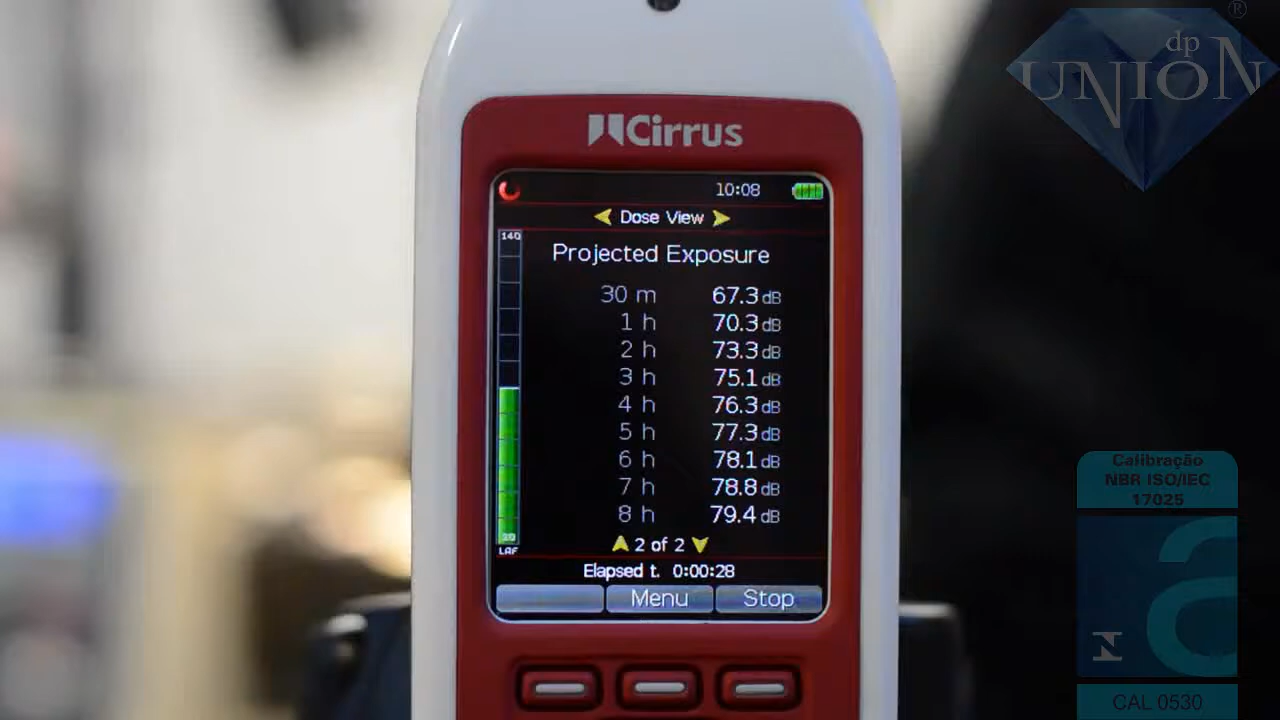 dp
UNION®
Cirrus
10:08
Dose View
140
Projected Exposure
30 m 67.3 dB
1 h 70.3 dB
2 h 73.3 dB
3 h 75.1 dB
4 h 76.3 dB
5 h 77.3 dB
6 h 78.1 dB
7 h 78.8 dB
8 h 79.4 dB
20
LAF
2 of 2
Elapsed t. 0:00:28
Menu Stop
Calibração
NBR ISO/IEC
17025
CAL 0530